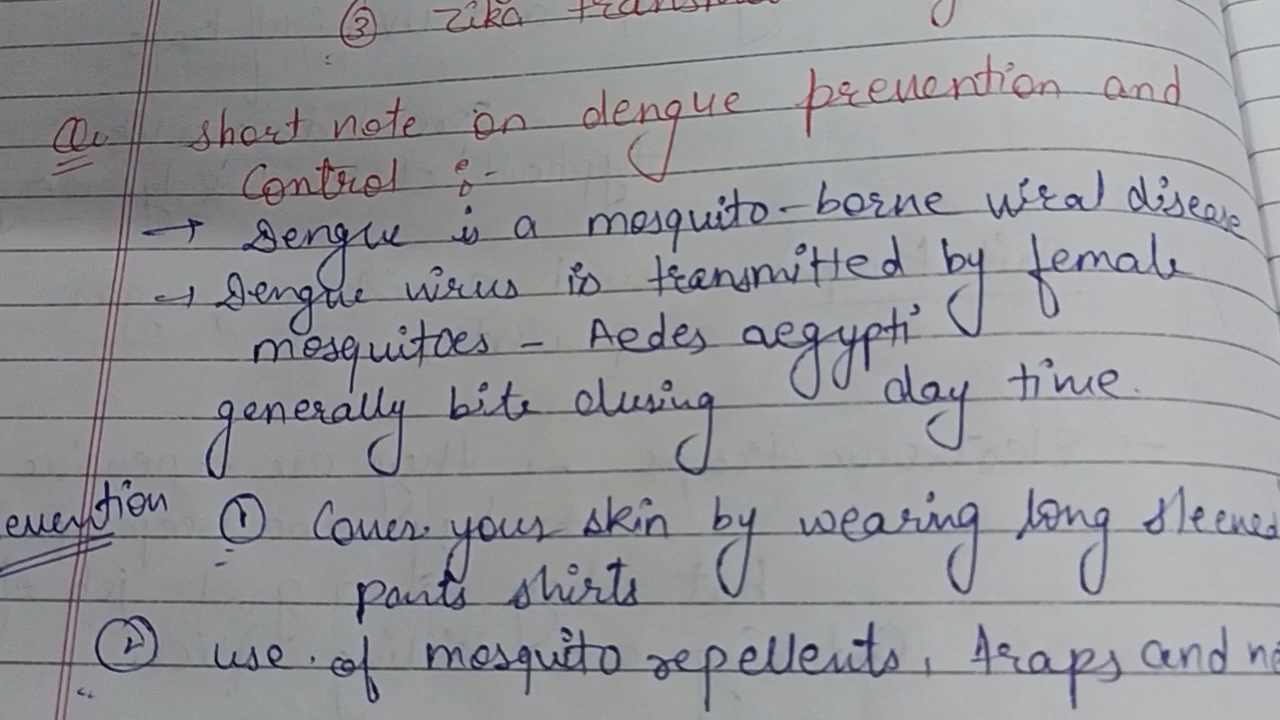 ③ zika
Q. short note on dengue prevention and
Control :-
→ Dengue is a mosquito-borne viral disease
→ Dengue virus is transmitted by female
mosquitoes - Aedes aegypti
generally bite during day time.
evention ① Cover your skin by wearing long sleeves
pants shirts
② use of mosquito repellents, traps and ne